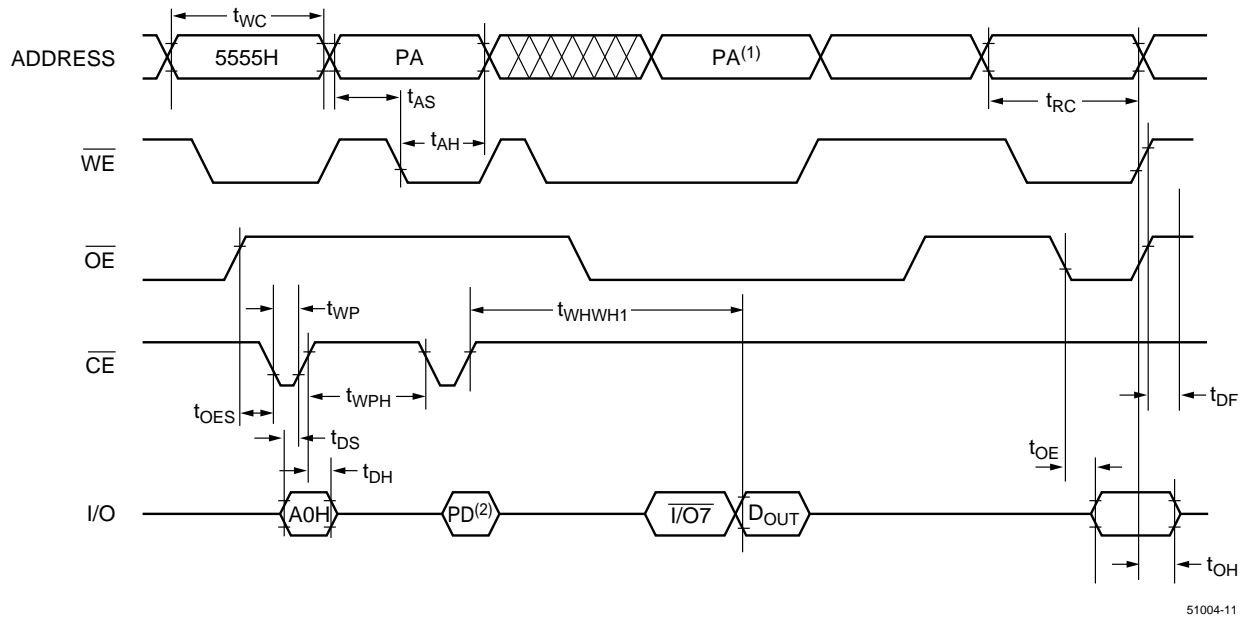 tWC
ADDRESS 5555H PA PA(1)
tAS tRC
tAH
WE
OE
tWP tWHWH1
CE
tWPH tDF
tOES tDS tOE
tDH
I/O A0H PD(2) I/O7 DOUT
tOH
51004-11